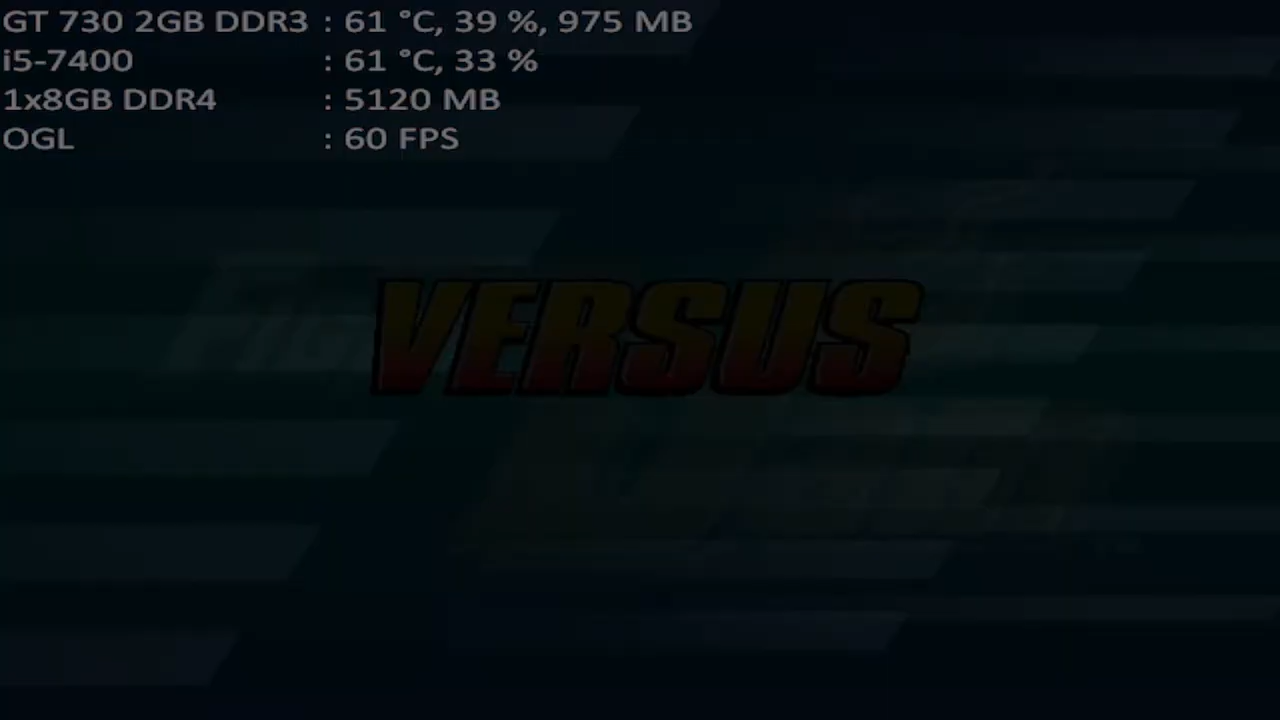 GT 730 2GB DDR3 : 61 °C, 39 %, 975 MB
i5-7400 : 61 °C, 33 %
1x8GB DDR4 : 5120 MB
OGL : 60 FPS
VERSUS